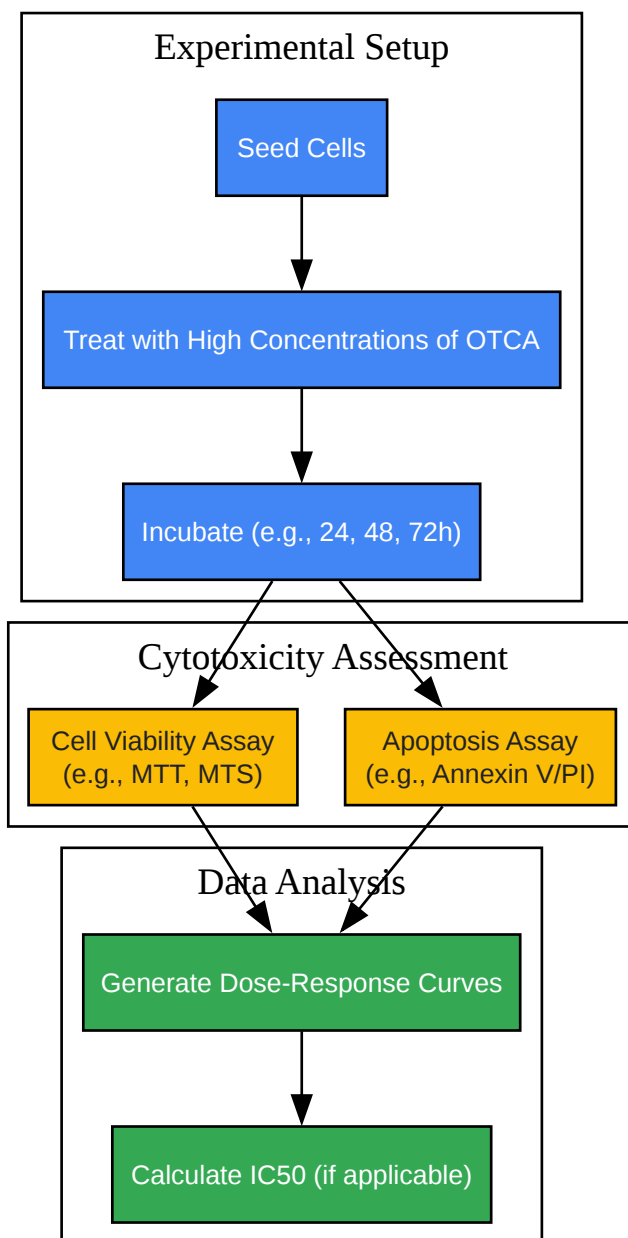 Experimental Setup
Seed Cells
Treat with High Concentrations of OTCA
Incubate (e.g., 24, 48, 72h)
Cytotoxicity Assessment
Cell Viability Assay
(e.g., MTT, MTS)
Apoptosis Assay
(e.g., Annexin V/PI)
Data Analysis
Generate Dose-Response Curves
Calculate IC50 (if applicable)